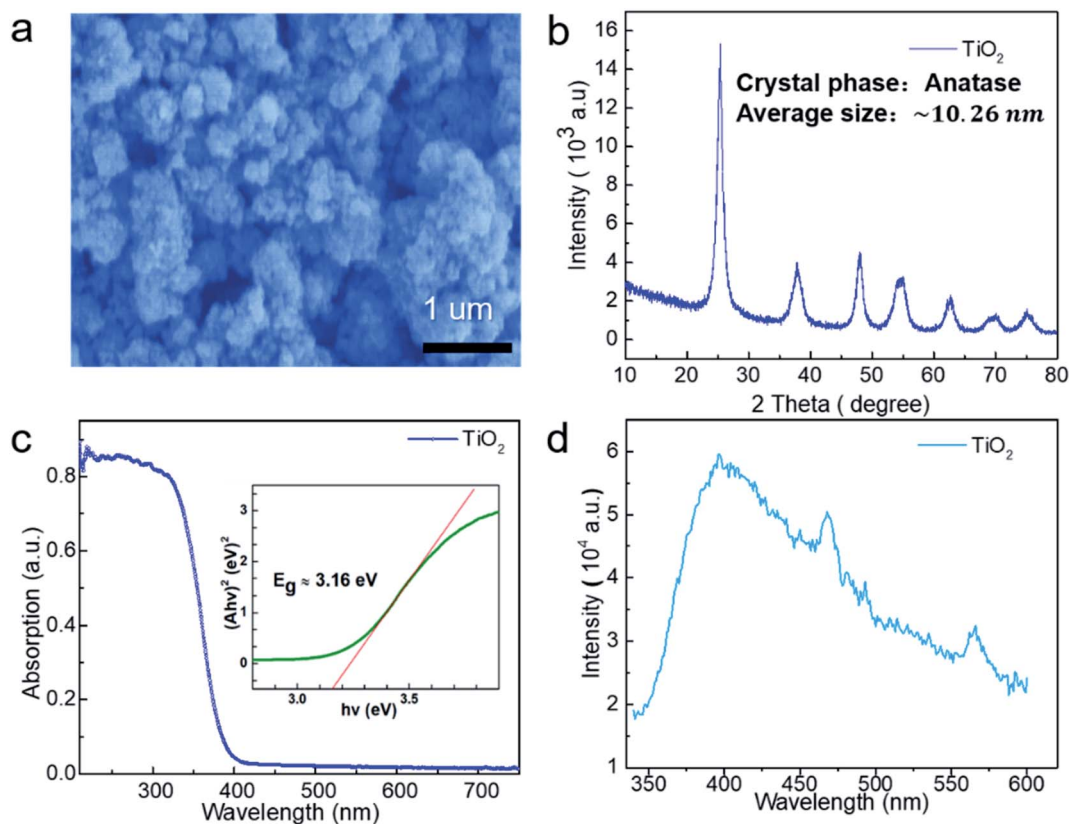 a
1 um
b
TiO₂
Crystal phase： Anatase
Average size： ~10.26 nm
Intensity ( 10³ a.u)
16
14
12
10
8
6
4
2
0
10 20 30 40 50 60 70 80
2 Theta ( degree)
c
TiO₂
Absorption (a.u.)
0.8
0.6
0.4
0.2
0.0
300 400 500 600 700
Wavelength (nm)
(Ahv)² (eV)²
3
2
1
0
E_g ≈ 3.16 eV
3.0 3.5
hv (eV)
d
TiO₂
Intensity ( 10⁴ a.u.)
6
5
4
3
2
1
350 400 450 500 550 600
Wavelength (nm)